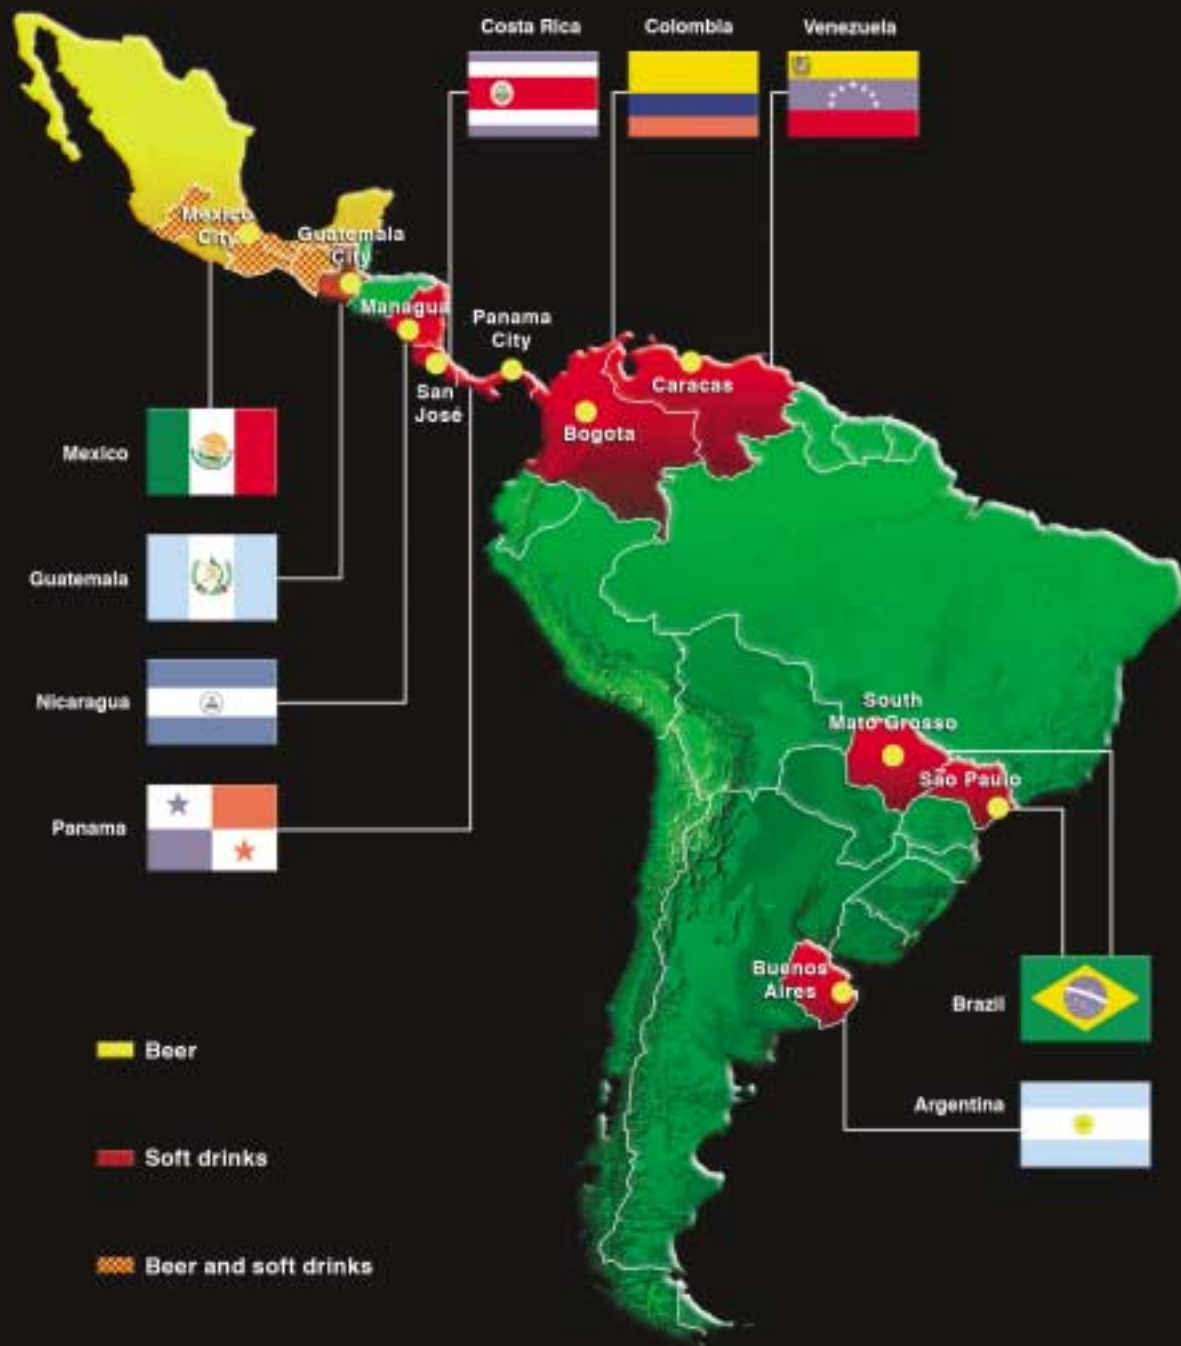 Costa Rica
Colombia
Venezuela
Mexico
City
Guatemala
City
Managua
Panama
City
San
José
Caracas
Bogota
Mexico
Guatemala
Nicaragua
Panama
South
Mato Grosso
São Paulo
Buenos
Aires
Brazil
Argentina
Beer
Soft drinks
Beer and soft drinks